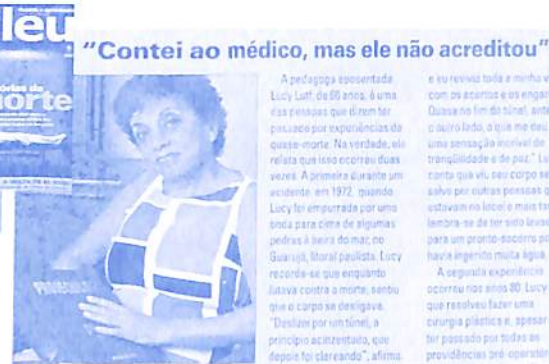 leu
órias de
orte
"Contei ao médico, mas ele não acreditou"
A pedagoga aposentada
Lucy Lutf, de 66 anos, é uma
das pessoas que dizem ter
passado por experiências de
quase-morte. Na verdade, ela
relata que isso ocorreu duas
vezes. A primeira durante um
acidente, em 1972, quando
Lucy foi empurrada por uma
onda para cima de algumas
pedras à beira do mar, no
Guarujá, litoral paulista. Lucy
recorda-se que enquanto
lutava contra a morte, sentiu
que o corpo se desligava.
"Deslizei por um túnel, a
princípio acinzentado, que
depois foi clareando", afirma
e eu revivia toda a minha v
com os acertos e os engan
Quase no fim do túnel, ante
o outro lado, o que me deu
uma sensação incrível de
tranqüilidade e de paz." Lu
conta que viu seu corpo se
salvo por outras pessoas q
estavam no local e mais tar
lembra-se de ter sido levad
para um pronto-socorro po
havia ingerido muita água.
A segunda experiência
ocorreu nos anos 80. Lucy
que resolveu fazer uma
cirurgia plástica e, apesar
ter passado por todas as
providências pré-operatór